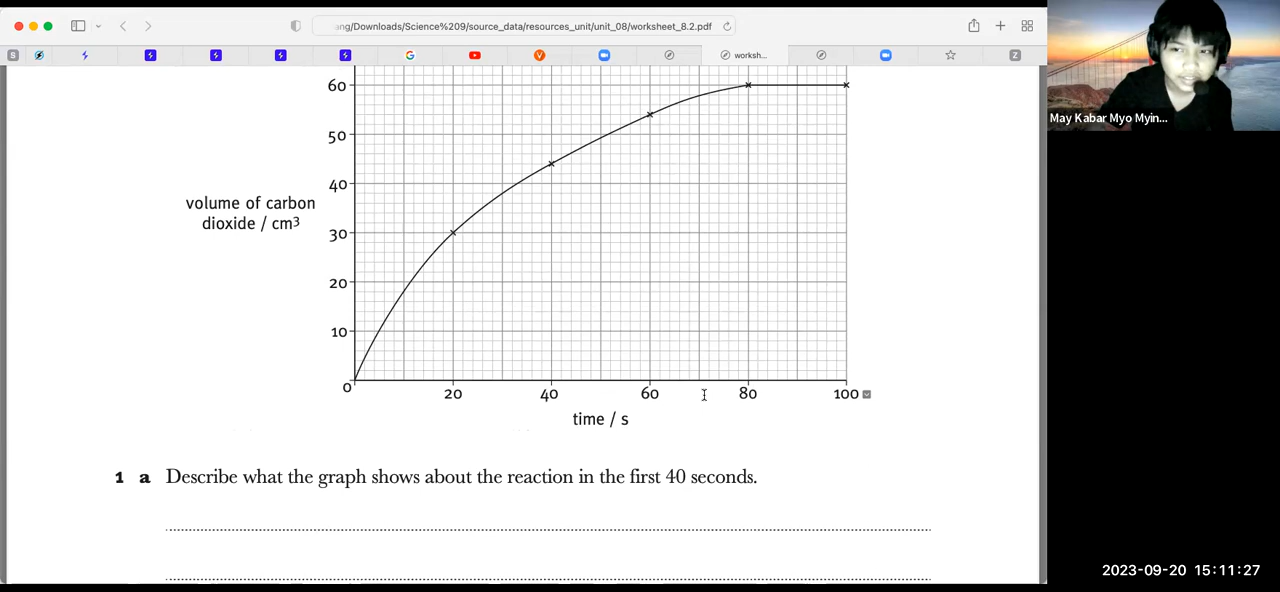 ang/Downloads/Science%209/source_data/resources_unit/unit_08/worksheet_8.2.pdf
S
G
V
worksh...
Z
May Kabar Myo Myin...
60
50
40
volume of carbon
dioxide / cm3
30
20
10
0
20
40
60
80
100
time / s
1 a Describe what the graph shows about the reaction in the first 40 seconds.
2023-09-20 15:11:27